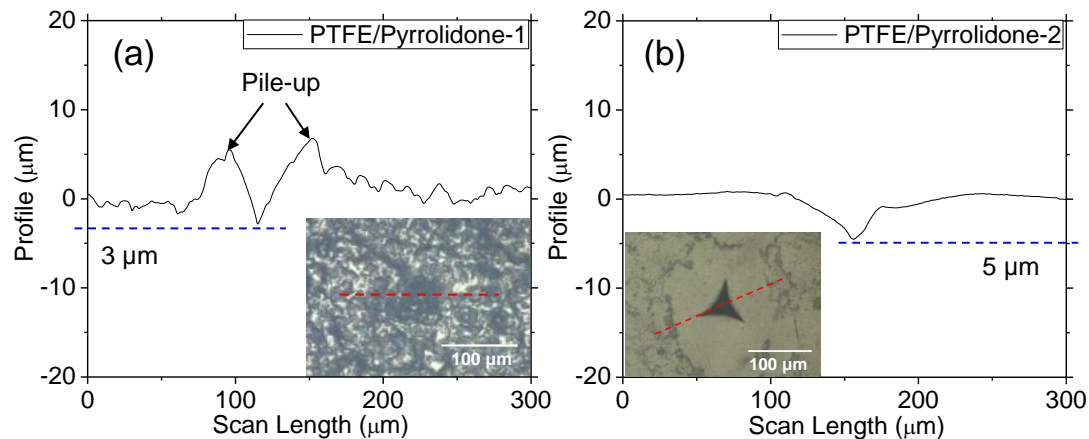 (a)
PTFE/Pyrrolidone-1
Pile-up
3 µm
100 µm
20
10
0
-10
-20
Profile (µm)
0
100
200
300
Scan Length (µm)
(b)
PTFE/Pyrrolidone-2
5 µm
100 µm
20
10
0
-10
-20
Profile (µm)
0
100
200
300
Scan Length (µm)